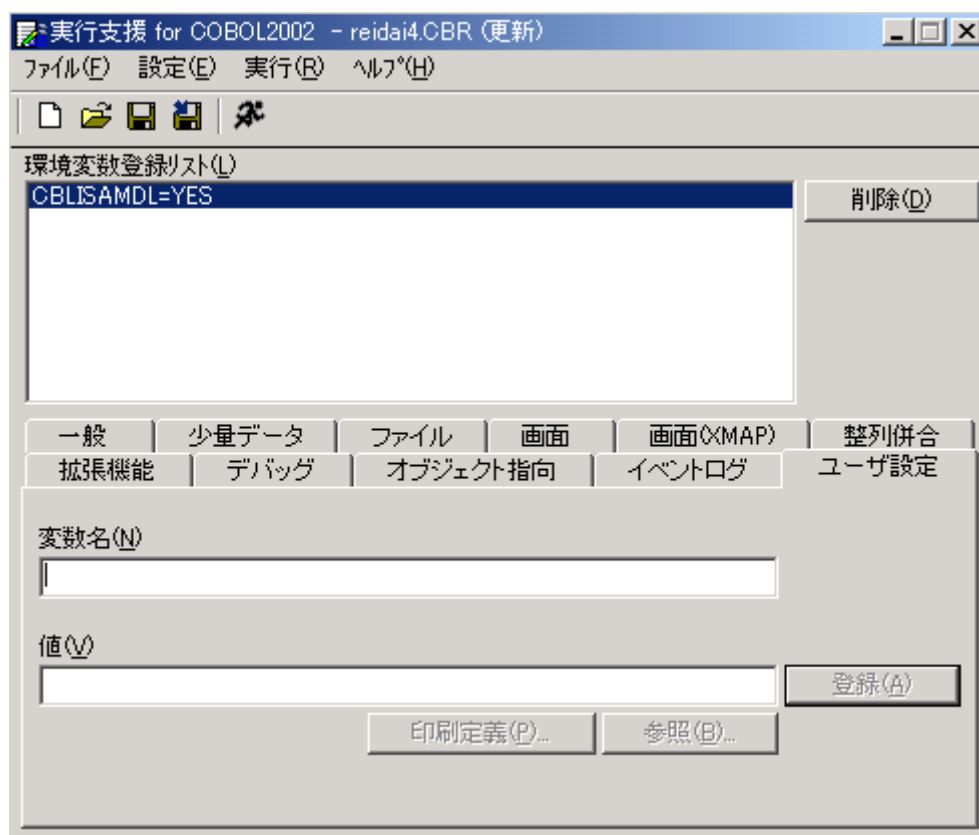 実行支援 for COBOL2002 - reidai4.CBR (更新)
ファイル(F) 設定(E) 実行(R) ヘルプ(H)
環境変数登録リスト(L)
CBLISAMDL=YES
削除(D)
一般 少量データ ファイル 画面 画面(XMAP) 整列併合
拡張機能 デバッグ オブジェクト指向 イベントログ ユーザ設定
変数名(N)
値(V)
登録(A)
印刷定義(P)... 参照(B)...